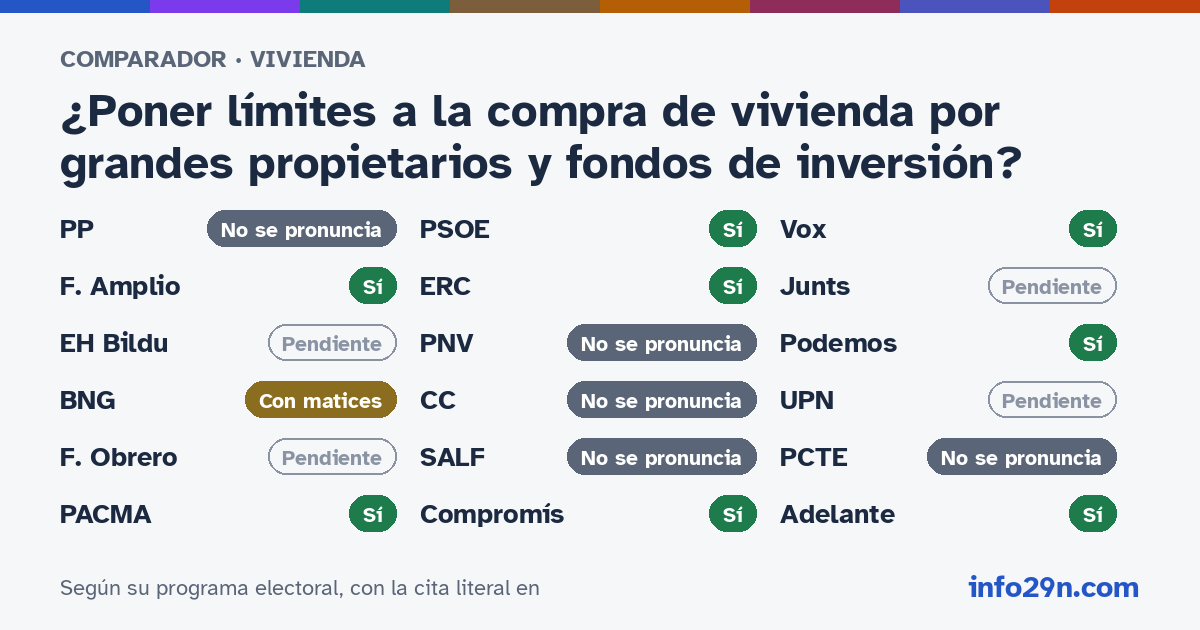 COMPARADOR · VIVIENDA
¿Poner límites a la compra de vivienda por
grandes propietarios y fondos de inversión?
PP No se pronuncia PSOE Sí Vox Sí
F. Amplio Sí ERC Sí Junts Pendiente
EH Bildu Pendiente PNV No se pronuncia Podemos Sí
BNG Con matices CC No se pronuncia UPN Pendiente
F. Obrero Pendiente SALF No se pronuncia PCTE No se pronuncia
PACMA Sí Compromís Sí Adelante Sí
Según su programa electoral, con la cita literal en info29n.com